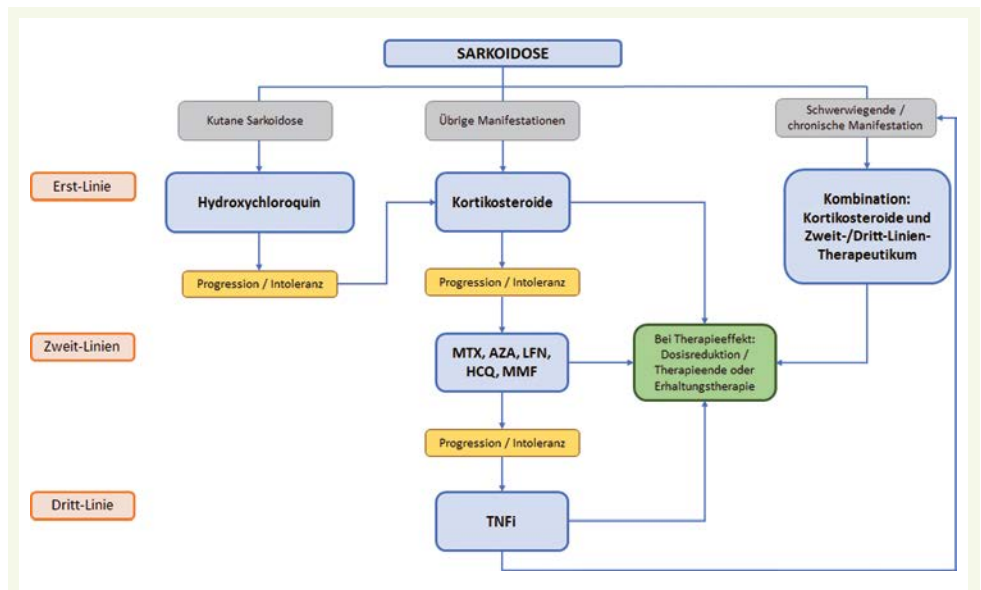 SARKOIDOSE
Kutane Sarkoidose
Übrige Manifestationen
Schwerwiegende /
chronische Manifestation
Erst-Linie
Hydroxychloroquin
Kortikosteroide
Kombination:
Kortikosteroide und
Zweit-/Dritt-Linien-
Therapeutikum
Progression / Intoleranz
Progression / Intoleranz
Zweit-Linien
MTX, AZA, LFN,
HCQ, MMF
Bei Therapieeffekt:
Dosisreduktion /
Therapieende oder
Erhaltungstherapie
Progression / Intoleranz
Dritt-Linie
TNFi